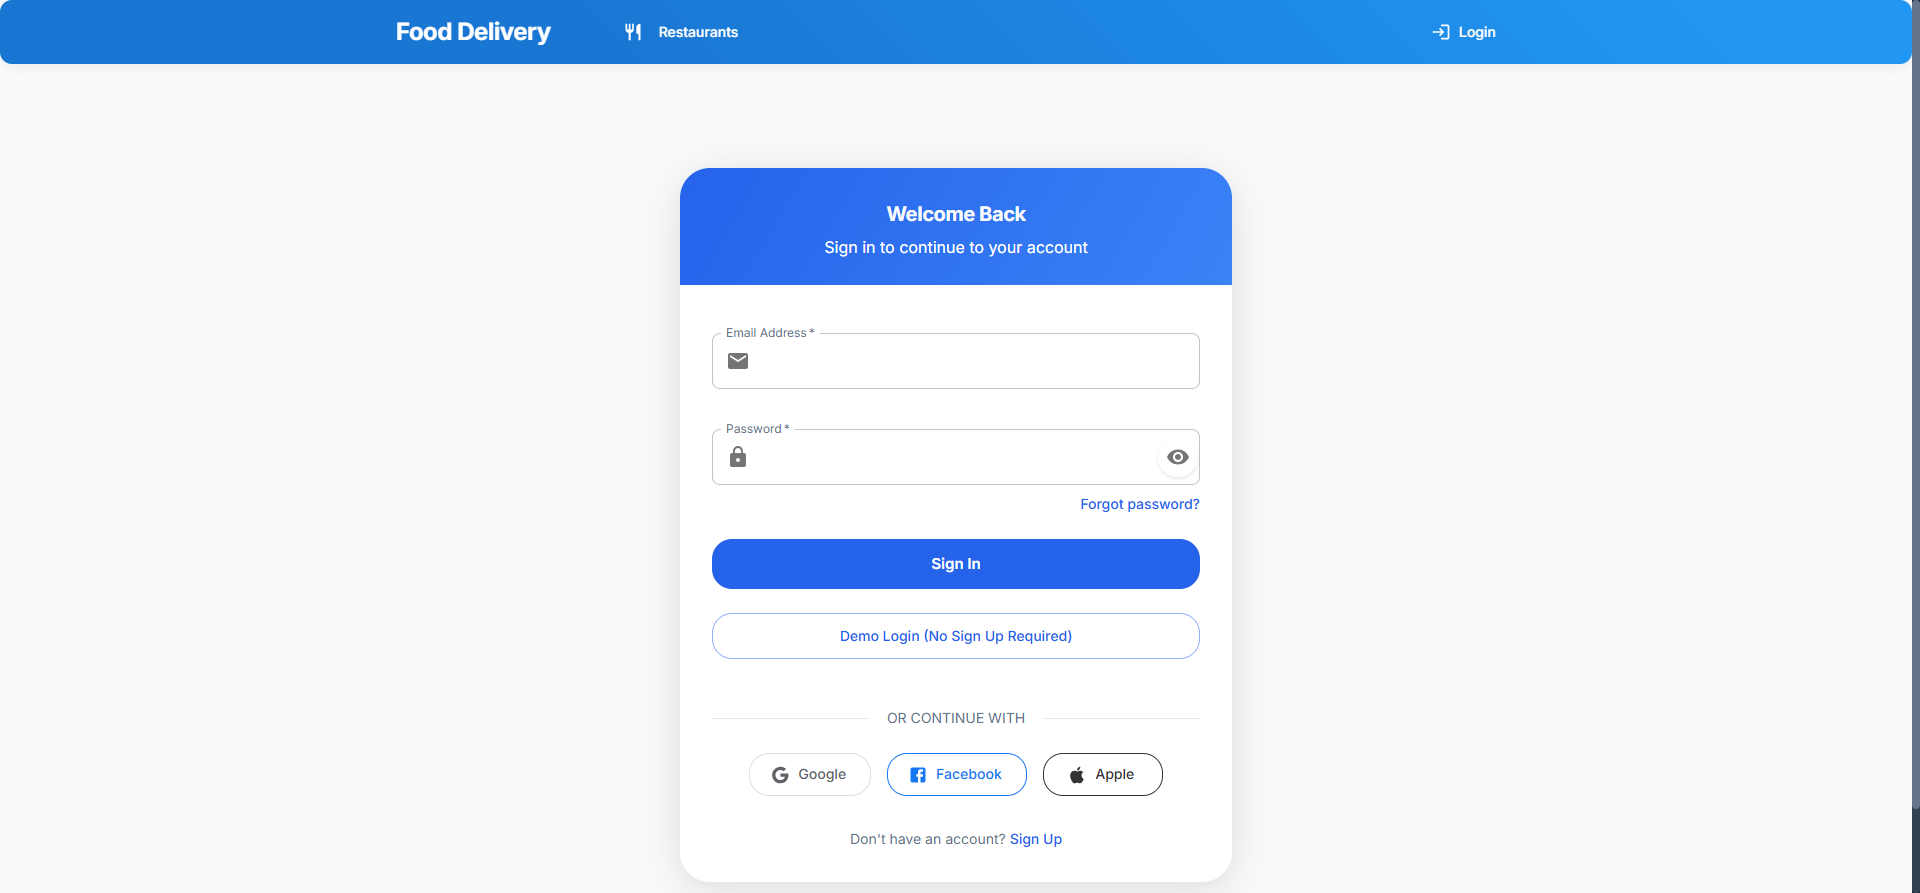 Food Delivery
Restaurants
Login
Welcome Back
Sign in to continue to your account
Email Address *
Password *
Forgot password?
Sign In
Demo Login (No Sign Up Required)
OR CONTINUE WITH
Google
Facebook
Apple
Don't have an account? Sign Up